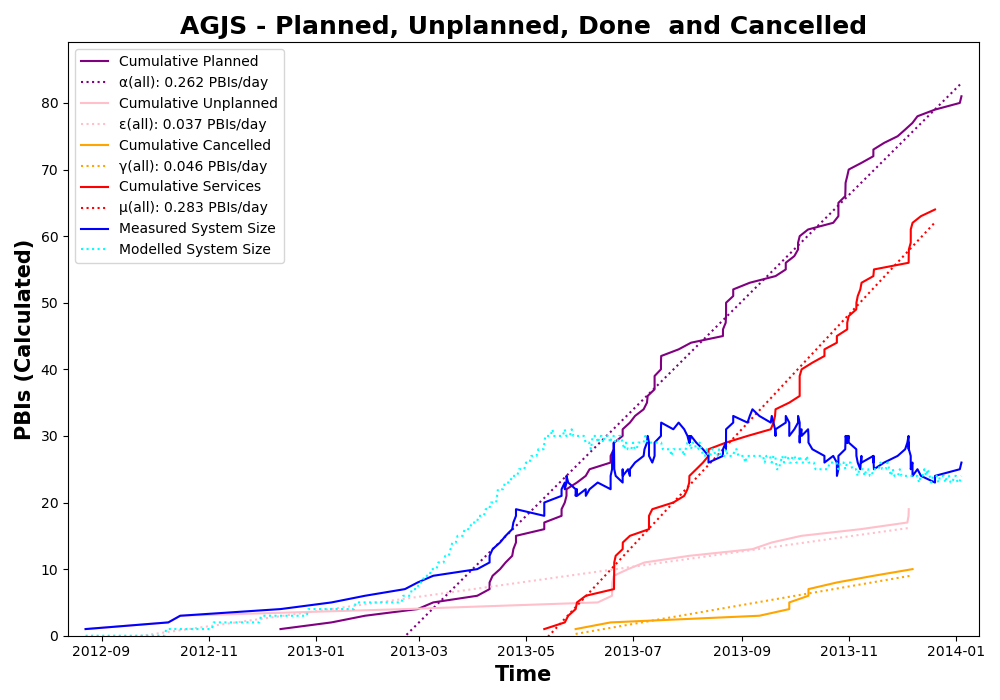 AGJS - Planned, Unplanned, Done  and Cancelled
Cumulative Planned
α(all): 0.262 PBIs/day
Cumulative Unplanned
ε(all): 0.037 PBIs/day
Cumulative Cancelled
γ(all): 0.046 PBIs/day
Cumulative Services
μ(all): 0.283 PBIs/day
Measured System Size
Modelled System Size
PBIs (Calculated)
80
70
60
50
40
30
20
10
0
2012-09 2012-11 2013-01 2013-03 2013-05 2013-07 2013-09 2013-11 2014-01
Time